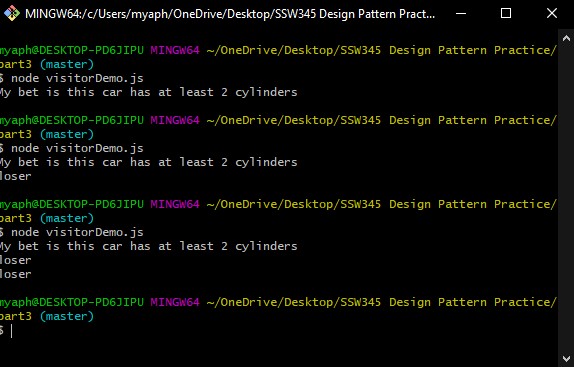 MINGW64:/c/Users/myaph/OneDrive/Desktop/SSW345 Design Pattern Pract...
myaph@DESKTOP-PD6JIPU MINGW64 ~/OneDrive/Desktop/SSW345 Design Pattern Practice/
part3 (master)
$ node visitorDemo.js
My bet is this car has at least 2 cylinders
myaph@DESKTOP-PD6JIPU MINGW64 ~/OneDrive/Desktop/SSW345 Design Pattern Practice/
part3 (master)
$ node visitorDemo.js
My bet is this car has at least 2 cylinders
loser
myaph@DESKTOP-PD6JIPU MINGW64 ~/OneDrive/Desktop/SSW345 Design Pattern Practice/
part3 (master)
$ node visitorDemo.js
My bet is this car has at least 2 cylinders
loser
loser
myaph@DESKTOP-PD6JIPU MINGW64 ~/OneDrive/Desktop/SSW345 Design Pattern Practice/
part3 (master)
$